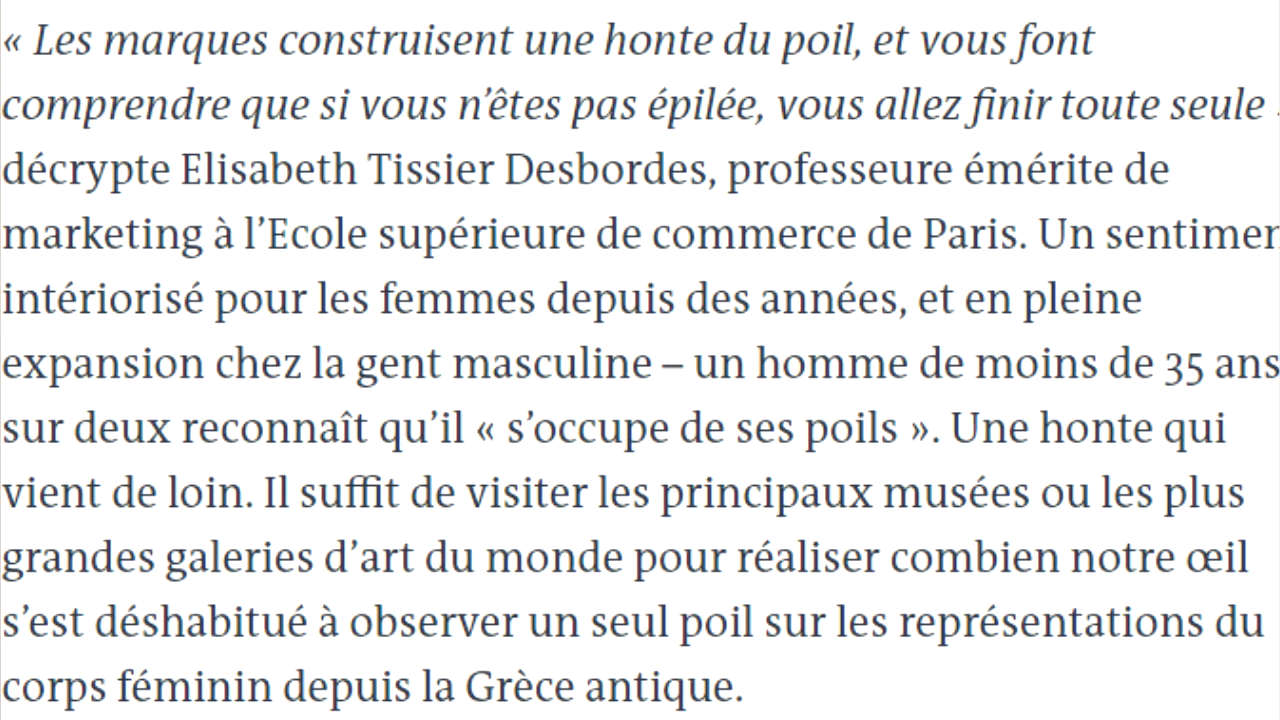 « Les marques construisent une honte du poil, et vous font
comprendre que si vous n’êtes pas épilée, vous allez finir toute seule
décrypte Elisabeth Tissier Desbordes, professeure émérite de
marketing à l’Ecole supérieure de commerce de Paris. Un
intériorisé pour les femmes depuis des années, et en pleine
expansion chez la gent masculine – un homme de moins de 35 ans
sur deux reconnaît qu’il « s’occupe de ses poils ». Une honte qui
vient de loin. Il suffit de visiter les principaux musées ou les plus
grandes galeries d’art du monde pour réaliser combien notre œil
s’est déshabitué à observer un seul poil sur les représentations du
corps féminin depuis la Grèce antique.